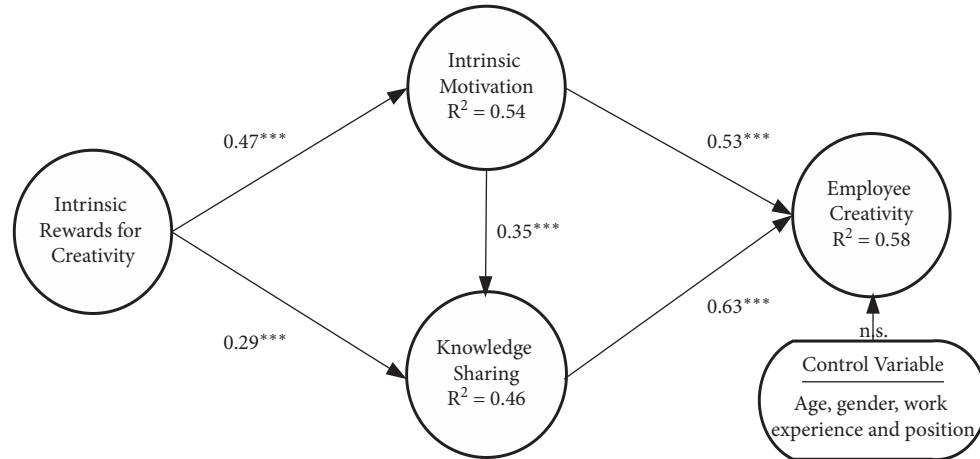 Intrinsic
Motivation
R² = 0.54
0.47***
0.53***
Intrinsic
Rewards for
Creativity
Employee
Creativity
R² = 0.58
0.35***
0.29***
0.63***
Knowledge
Sharing
R² = 0.46
n.s.
Control Variable
Age, gender, work
experience and position